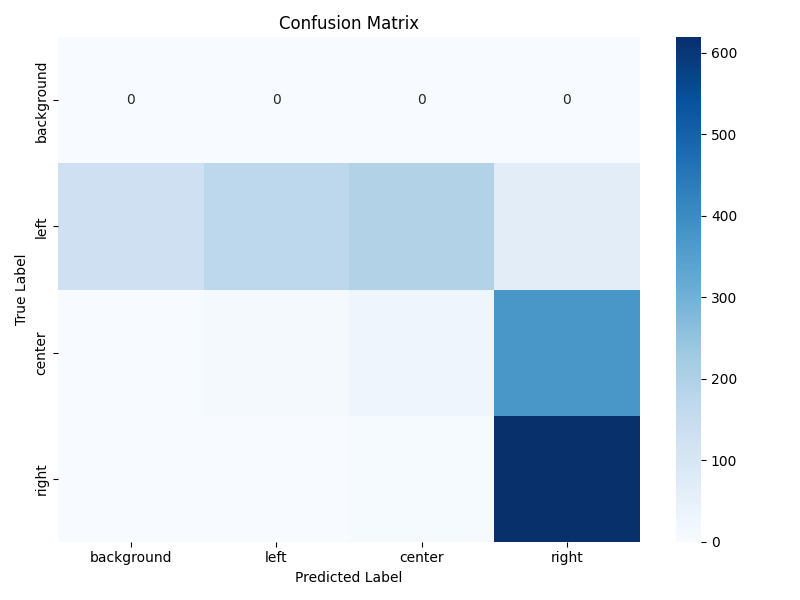 Confusion Matrix
background
0 0 0 0
left
center
right
True Label
background left center right
Predicted Label
600
500
400
300
200
100
0